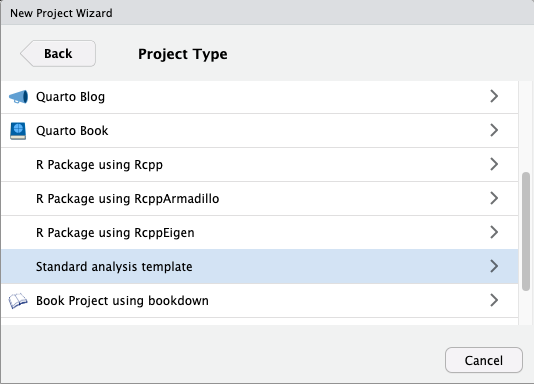 New Project Wizard
Back
Project Type
Quarto Blog
Quarto Book
R Package using Rcpp
R Package using RcppArmadillo
R Package using RcppEigen
Standard analysis template
Book Project using bookdown
Cancel